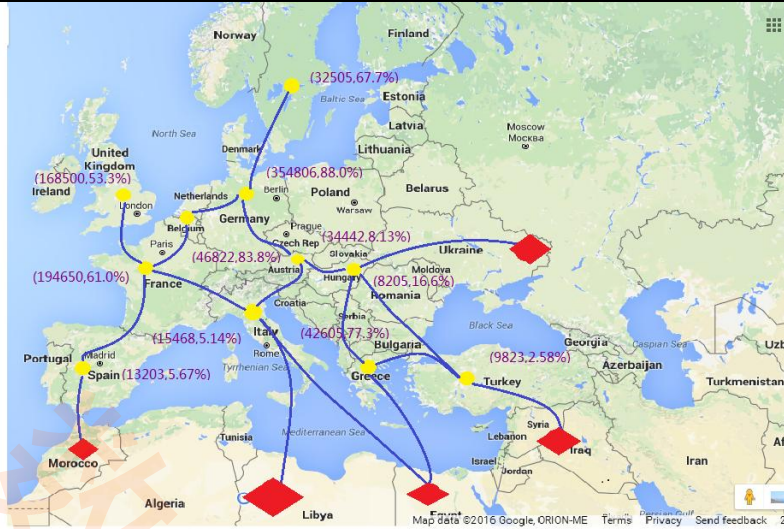 Norway
Finland
(32505,67.7%)
Baltic Sea
Estonia
North Sea
Latvia
Moscow
Москва
Denmark
Lithuania
United
Kingdom
(354806,88.0%)
(168500,53.3%)
Ireland
London
Netherlands
Berlin
Poland
Belarus
Warsaw
Germany
Belgium
Prague
Czech Rep
(34442,8.13%)
Paris
(46822,83.8%)
Slovakia
Ukraine
Austria
Hungary
Moldova
(194650,61.0%)
France
(8205,16.6%)
Romania
Croatia
Serbia
Black Sea
(15468,5.14%)
Italy
(42605,77.3%)
Bulgaria
Georgia
Caspian Sea
Uzb
Rome
(9823,2.58%)
Azerbaijan
Portugal
Madrid
Spain
(13203,5.67%)
Tyrrhenian Sea
Greece
Turkey
Turkmenistan
Syria
Tunisia
Mediterranean Sea
Lebanon
Iraq
Af
Morocco
Israel
Jordan
Iran
Algeria
Libya
Egypt
Persian Gulf
Map data ©2016 Google, ORION-ME Terms Privacy Send feedback